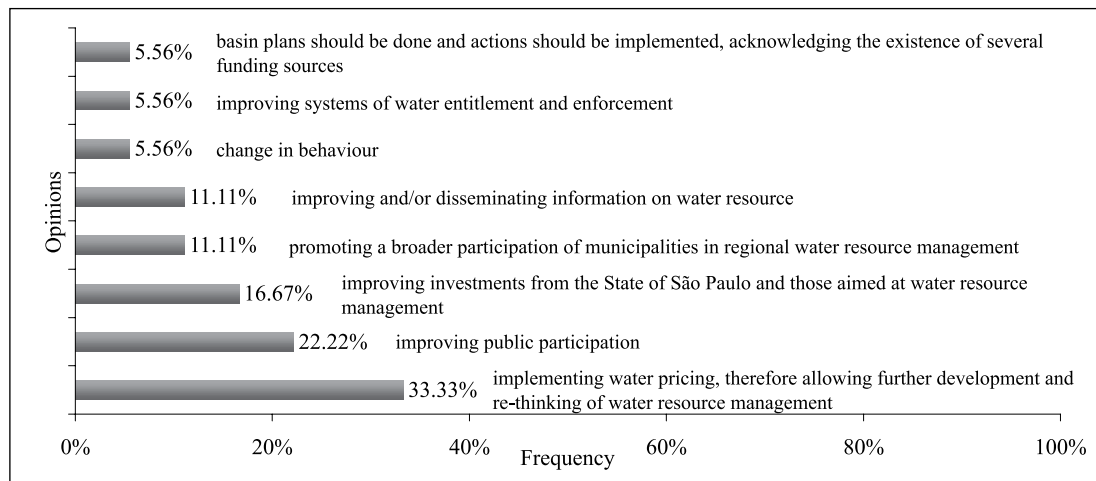 5.56% basin plans should be done and actions should be implemented, acknowledging the existence of several
funding sources
5.56% improving systems of water entitlement and enforcement
5.56% change in behaviour
11.11% improving and/or disseminating information on water resource
11.11% promoting a broader participation of municipalities in regional water resource management
16.67% improving investments from the State of São Paulo and those aimed at water resource
management
22.22% improving public participation
33.33% implementing water pricing, therefore allowing further development and
re-thinking of water resource management
Opinions
0% 20% 40% 60% 80% 100%
Frequency